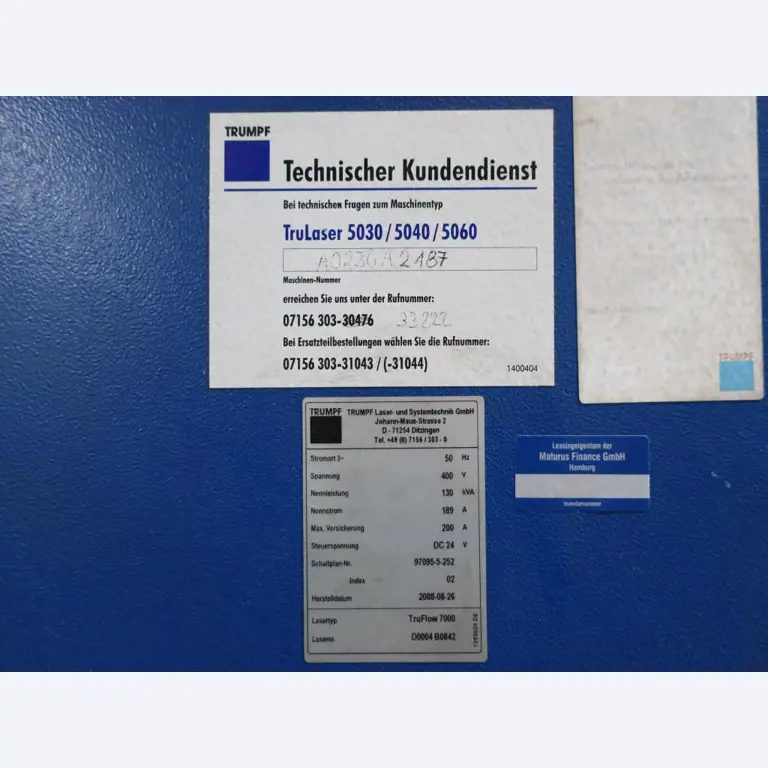 TRUMPF
Technischer Kundendienst
Bei technischen Fragen zum Maschinentyp
TruLaser 5030 / 5040 / 5060
A0230A2187
Maschinen-Nummer
erreichen Sie uns unter der Rufnummer:
07156 303-30476 33222
Bei Ersatzteilbestellungen wählen Sie die Rufnummer:
07156 303-31043 / (-31044)
1400404
TRUMPF
TRUMPF TRUMPF Laser- und Systemtechnik GmbH
Johann-Maus-Strasse 2
D - 71254 Ditzingen
Tel. +49 (0) 7156 / 303 - 0
Stromart 3~ 50 Hz
Spannung 400 V
Nennleistung 130 kVA
Nennstrom 189 A
Max. Vorsicherung 200 A
Steuerspannung DC 24 V
Schaltplan-Nr. 97095-5-252
Index 02
Herstelldatum 2008-08-26
Lasertyp TruFlow 7000
Lasernr. D0004 B0842
Leasingeigentum der
Maturus Finance GmbH
Hamburg
Inventarnummer